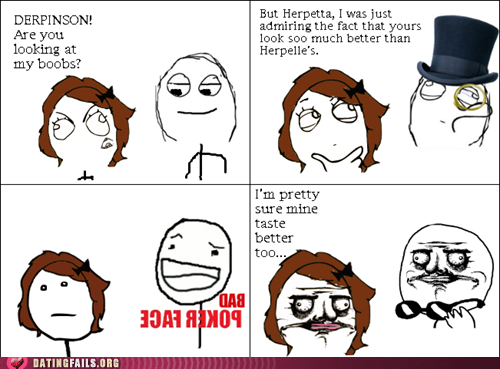 DERPINSON!
Are you
looking at
my boobs?
But Herpetta, I was just
admiring the fact that yours
look soo much better than
Herpelle's.
BAD
POKER FACE
I'm pretty
sure mine
taste
better
too...
DATINGFAILS.ORG